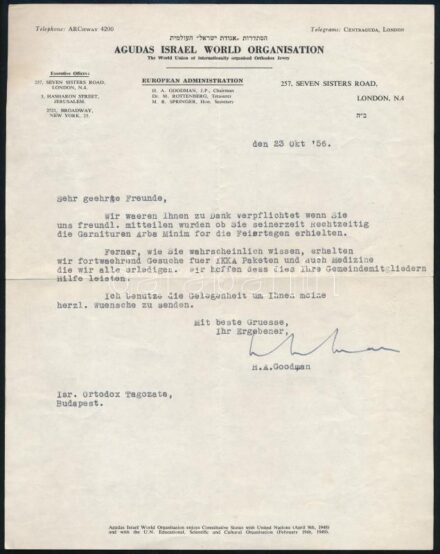 Telephone: ARCHWAY 4200
Telegrams: CENTRAGUDA, LONDON
הסתדרות "אגודת ישראל" העולמית
AGUDAS ISRAEL WORLD ORGANISATION
The World Union of internationally organised Orthodox Jewry
Executive Offices:
257, SEVEN SISTERS ROAD,
LONDON, N.4.
3, HASHARON STREET,
JERUSALEM.
2521, BROADWAY,
NEW YORK, 25
EUROPEAN ADMINISTRATION
H. A. GOODMAN, J.P., Chairman
Dr. M. ROTTENBERG, Treasurer
M. R. SPRINGER, Hon. Secretary
257, SEVEN SISTERS ROAD,
LONDON, N.4
ב"ה
den 23 Okt '56.
Sehr geehrte Freunde,
Wir waeren Ihnen zu Dank verpflichtet wenn Sie
uns freundl. mitteilen wurden ob Sie seinerzeit Rechtzeitig
die Garnituren Arba Minim for die Feiertagen erhielten.
Ferner, wie Sie wahrscheinlich wissen, erhalten
wir fortwaehrend Gesuche fuer IKKA Paketen und auch Medizine
die wir alle erledigen. Wir hoffen dass dies Ihre Gemeindemitgliedern
Hilfe leisten.
Ich benutze die Gelegenheit um Ihnen meine
herzl. Wuensche zu senden.
Mit beste Gruesse,
Ihr Ergebener,
H.A.Goodman
Isr. Ortodox Tagozata,
Budapest.
Agudas Israel World Organisation enjoys Consultative Status with United Nations (April 9th, 1948)
and with the U.N. Educational, Scientific and Cultural Organisation (February 19th, 1949).